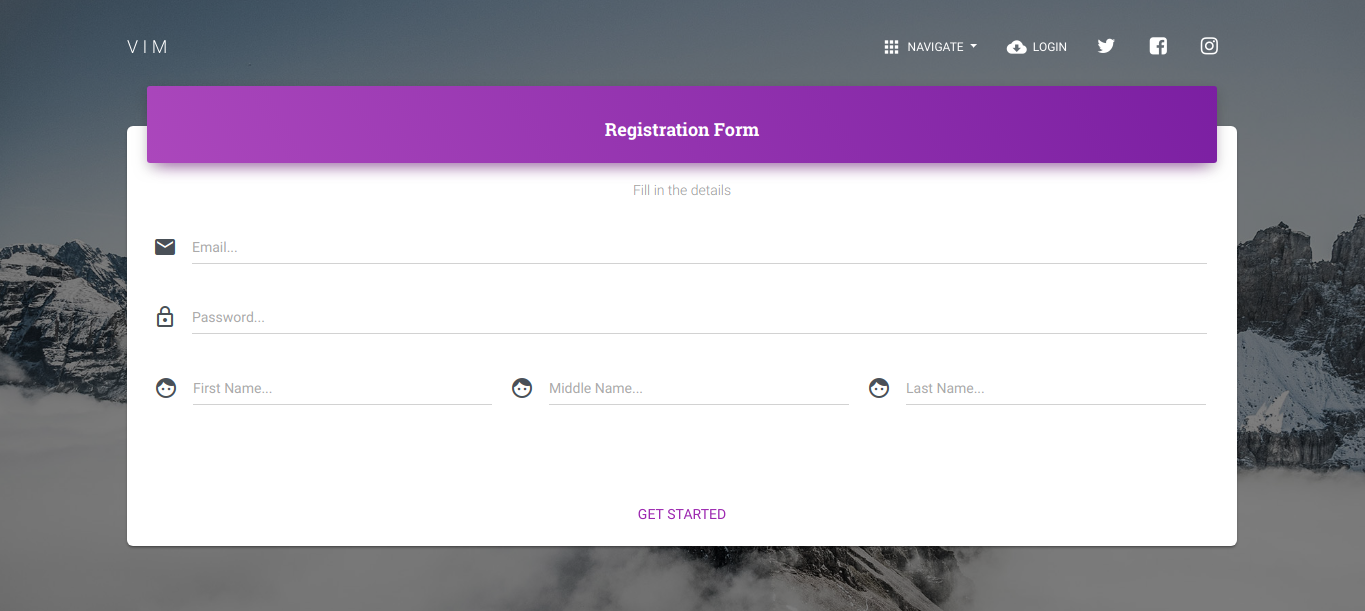 VIM
NAVIGATE
LOGIN
Registration Form
Fill in the details
Email...
Password...
First Name...
Middle Name...
Last Name...
GET STARTED